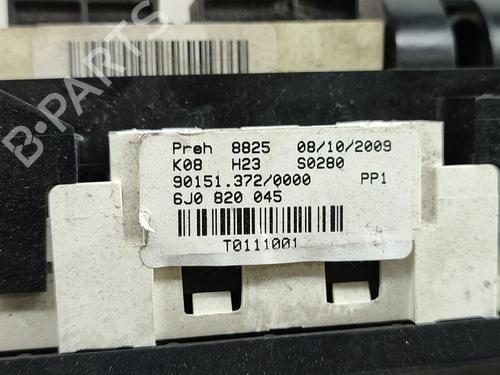 B-PARTS
Preh 8825 08/10/2009
K08 H23 S0280
90151.372/0000 PP1
6J0 820 045
T0111001